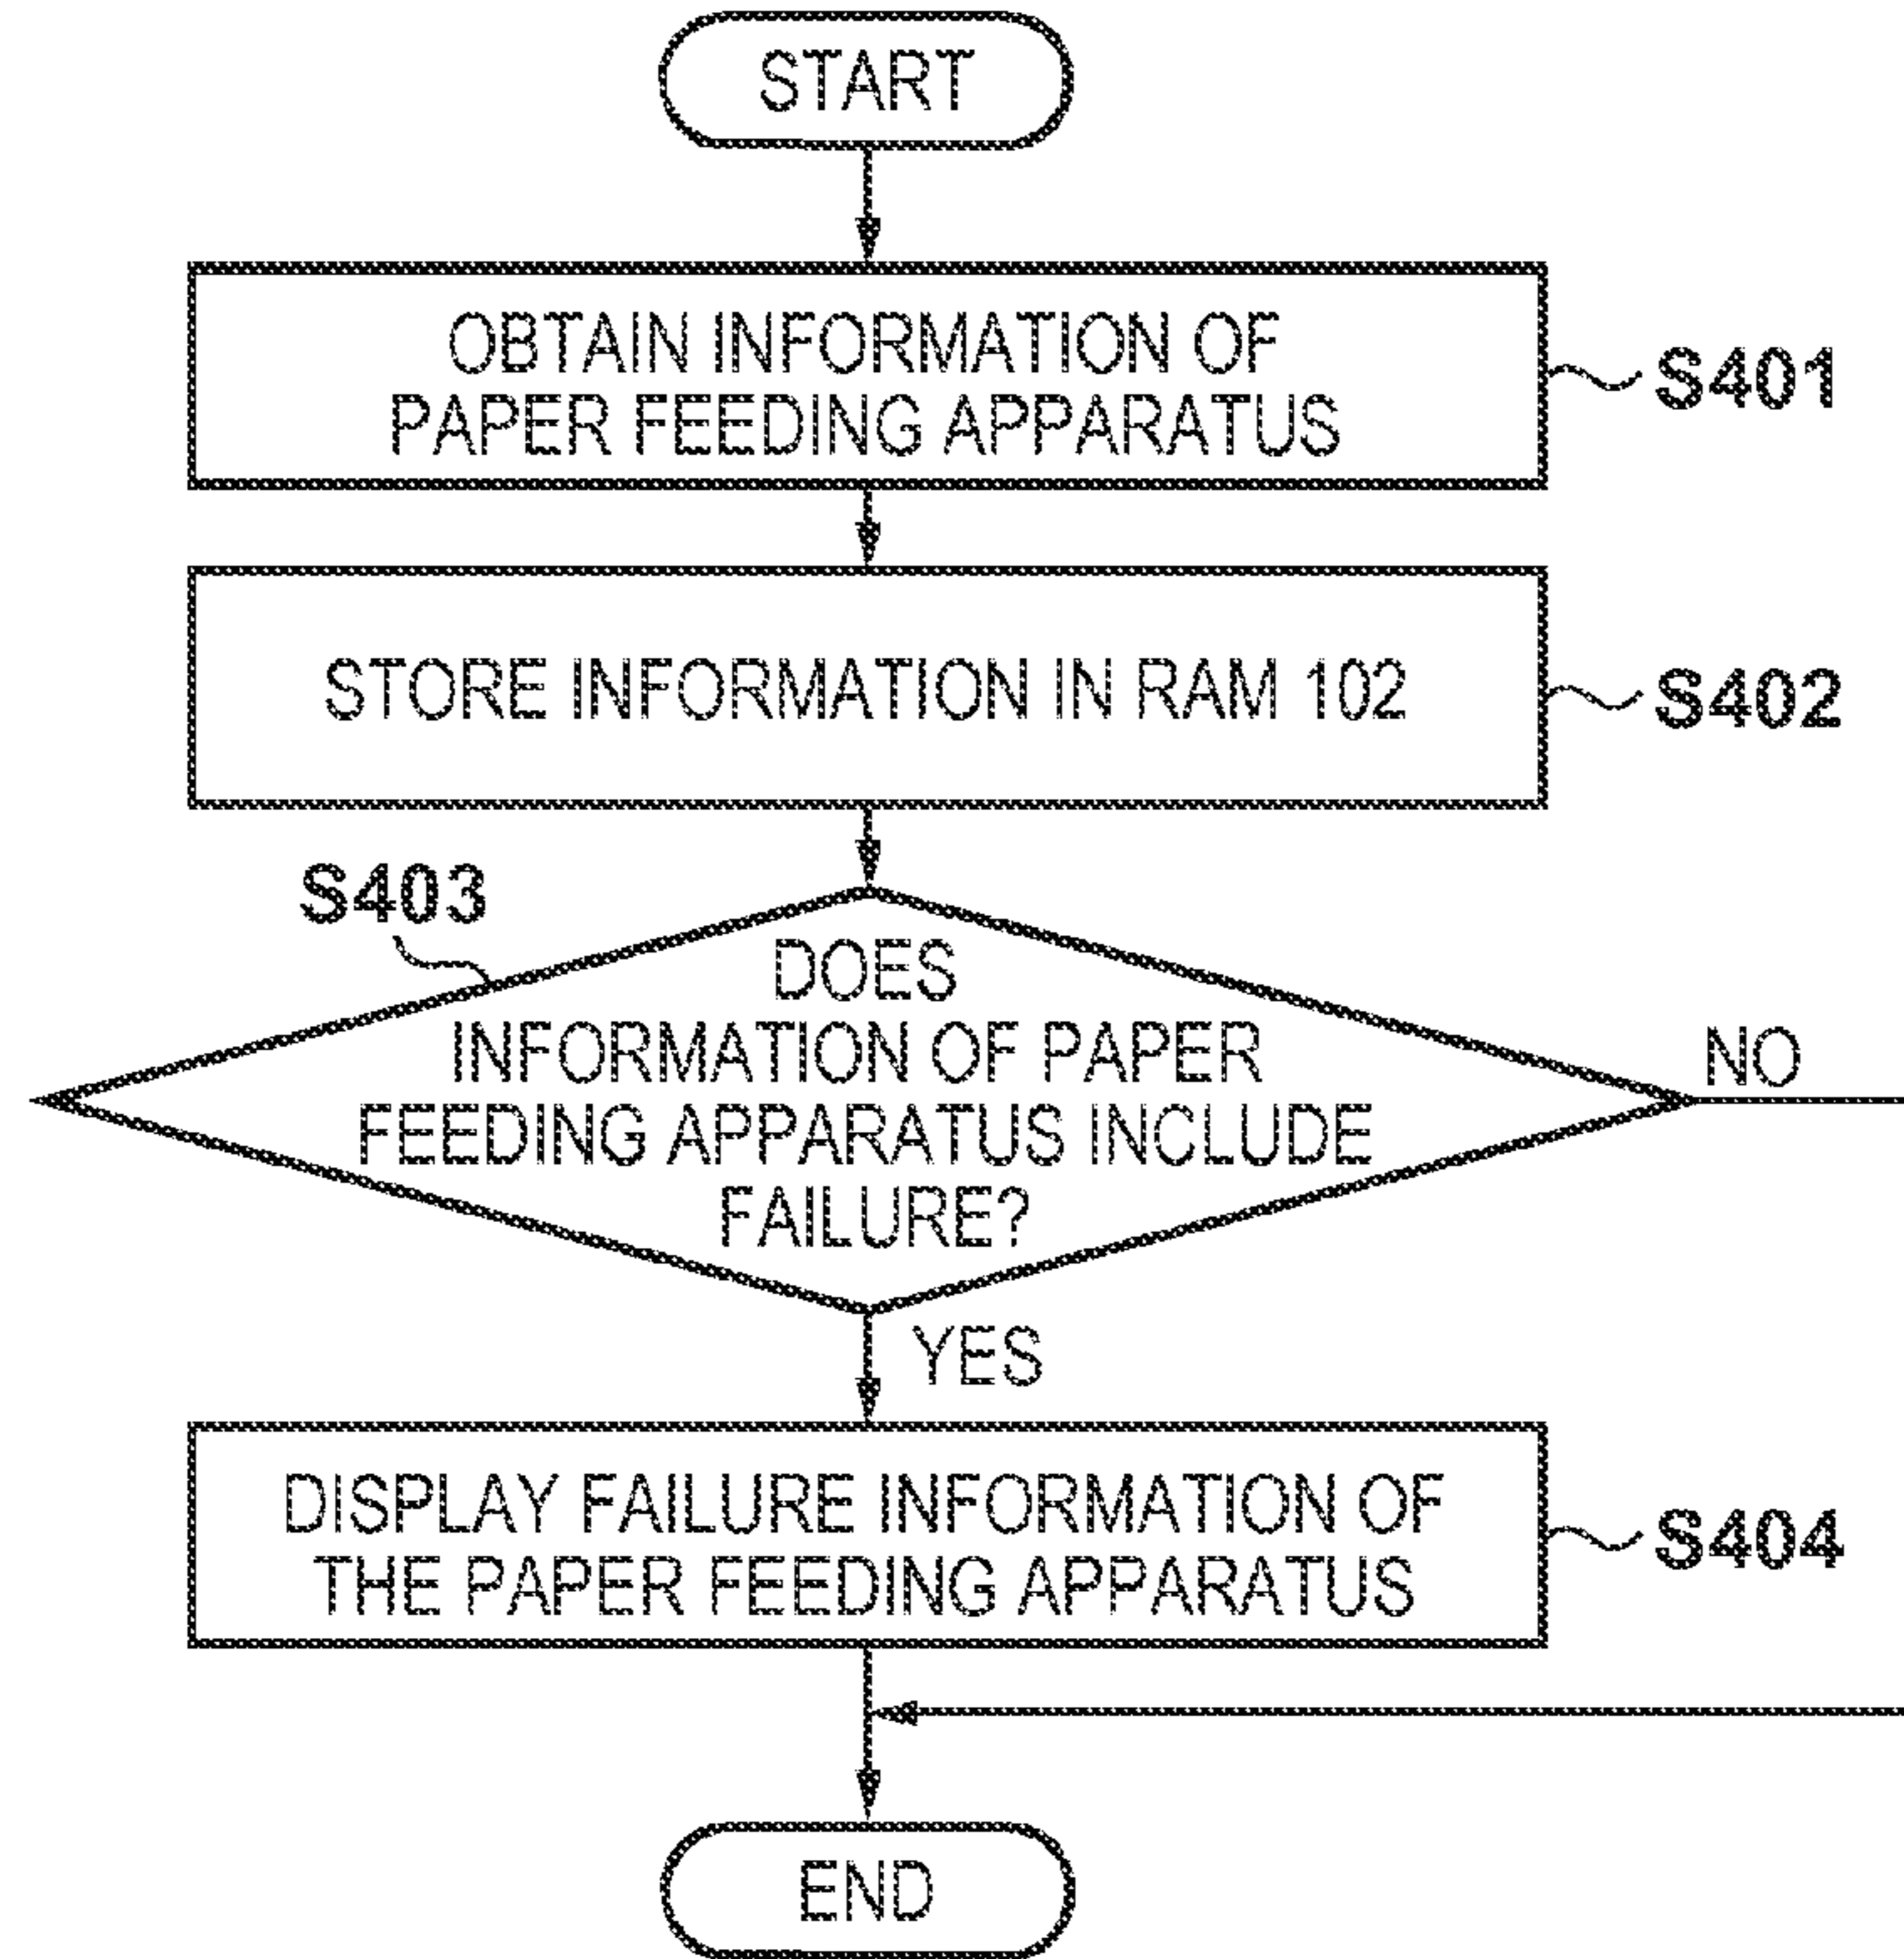 START
OBTAIN INFORMATION OF
PAPER FEEDING APPARATUS
S401
STORE INFORMATION IN RAM 102
S402
S403
DOES
INFORMATION OF PAPER
FEEDING APPARATUS INCLUDE
FAILURE?
NO
YES
DISPLAY FAILURE INFORMATION OF
THE PAPER FEEDING APPARATUS
S404
END